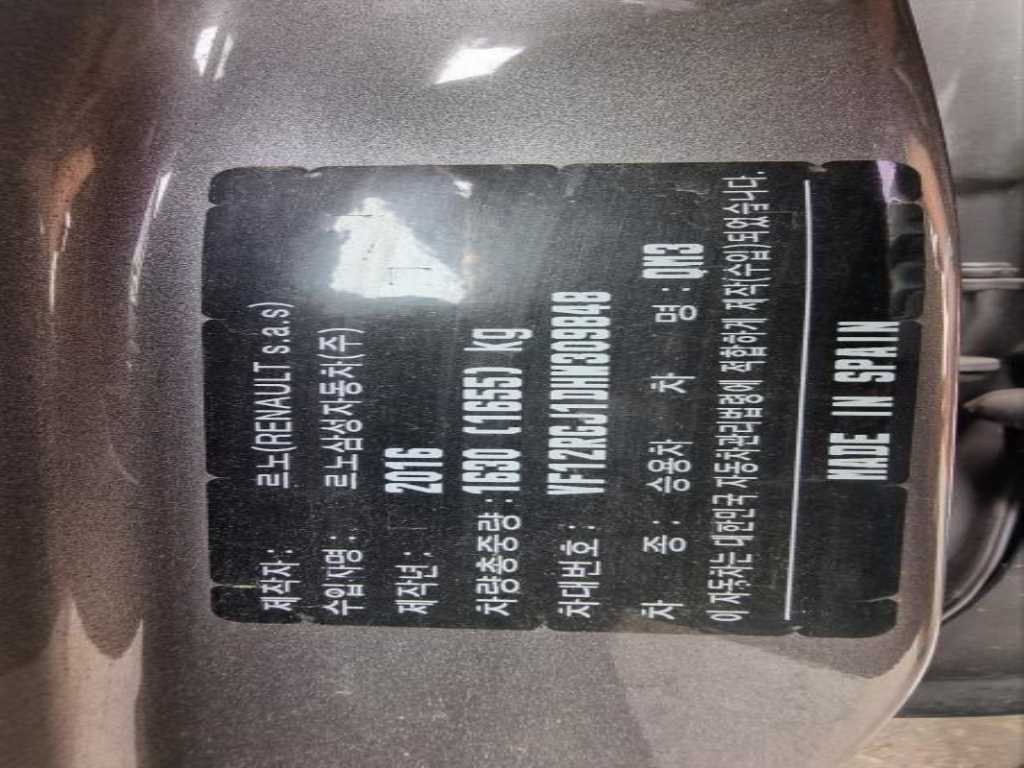 제작자: 르노(RENAULT s.a.s)
수입자명: 르노삼성자동차(주)
제작년: 2016
차량총중량: 1630 (1655) kg
차대번호: VF12RGJ1DHW309848
차 종: 승용차 차 명: QM3
이 자동차는 대한민국 자동차관리법령에 적합하게 제작(수입)되었습니다.
MADE IN SPAIN